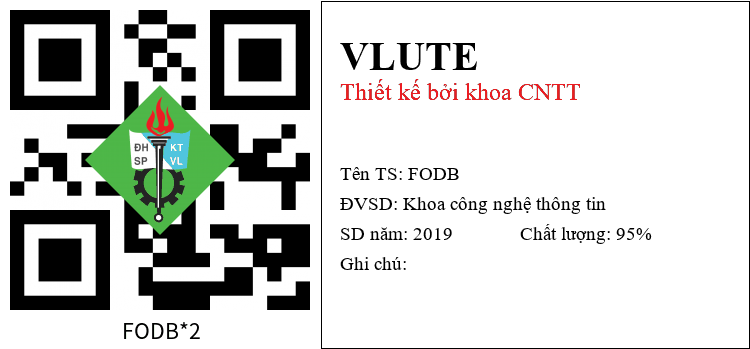 ĐH KT
SP VL
FODB*2
VLUTE
Thiết kế bởi khoa CNTT
Tên TS: FODB
ĐVSD: Khoa công nghệ thông tin
SD năm: 2019 Chất lượng: 95%
Ghi chú: